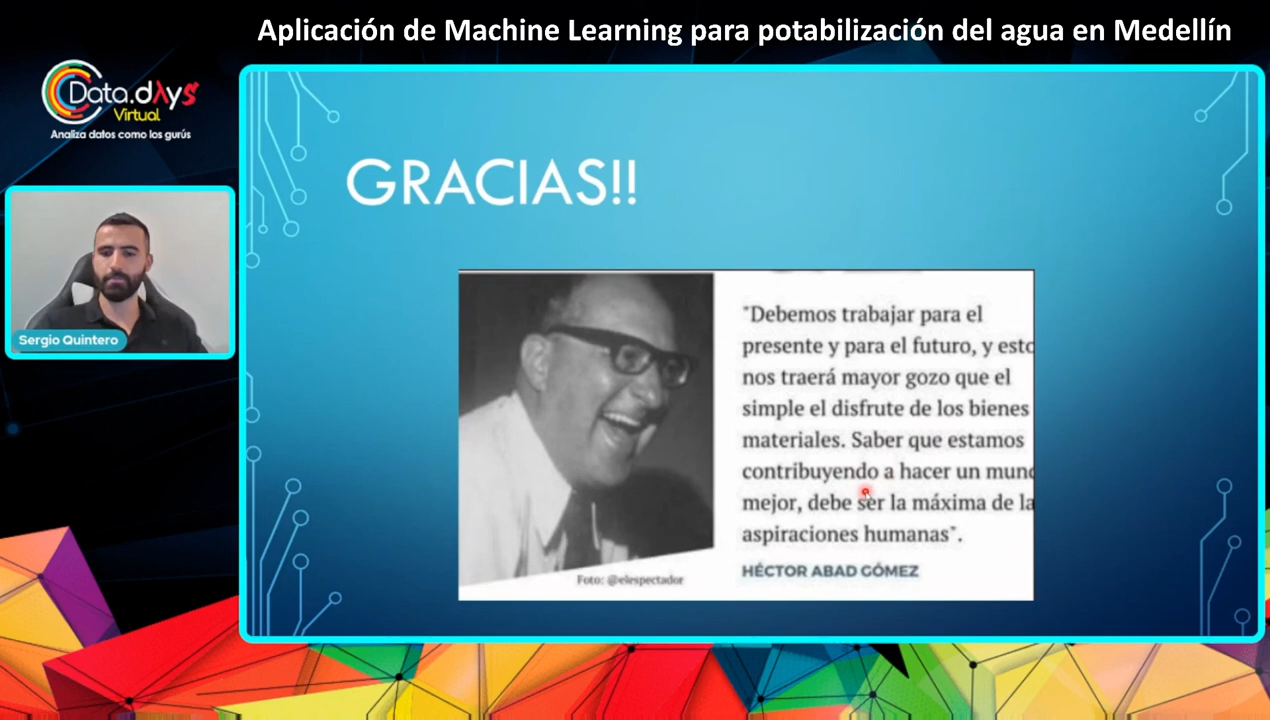 Aplicación de Machine Learning para potabilización del agua en Medellín
Data.dAys
Virtual
Analiza datos como los gurús
Sergio Quintero
GRACIAS!!
"Debemos trabajar para el
presente y para el futuro, y esto
nos traerá mayor gozo que el
simple el disfrute de los bienes
materiales. Saber que estamos
contribuyendo a hacer un mund
mejor, debe ser la máxima de la
aspiraciones humanas".
HÉCTOR ABAD GÓMEZ
Foto: @elespectador